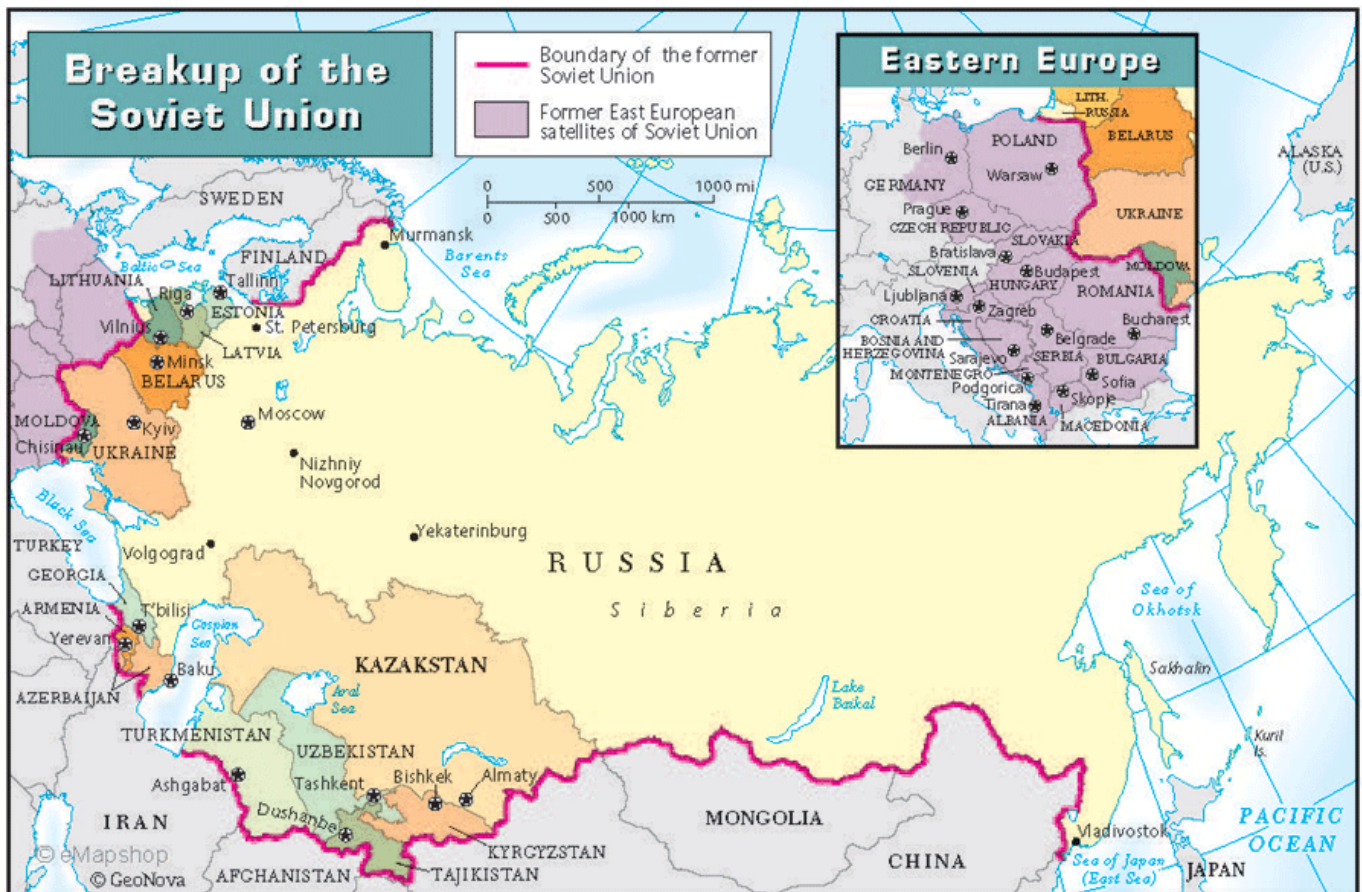 Breakup of the
Soviet Union
Boundary of the former
Soviet Union
Former East European
satellites of Soviet Union
0 500 1000 mi
0 500 1000 km
Eastern Europe
LITH.
RUSSIA
BELARUS
POLAND
Berlin
Warsaw
GERMANY
UKRAINE
Prague
CZECH REPUBLIC
SLOVAKIA
Bratislava
MOLDOVA
SLOVENIA
Budapest
HUNGARY
ROMANIA
Ljubljana
Zagreb
CROATIA
Bucharest
BOSNIA AND
HERZEGOVINA
Belgrade
Sarajevo
SERBIA
BULGARIA
MONTENEGRO
Podgorica
Sofia
Skopje
Tirana
ALBANIA
MACEDONIA
ALASKA
(U.S.)
SWEDEN
Murmansk
FINLAND
Barents
Sea
Baltic Sea
LITHUANIA
Tallinn
Riga
ESTONIA
Vilnius
St. Petersburg
LATVIA
Minsk
BELARUS
Moscow
MOLDOVA
Kyiv
Chisinau
UKRAINE
Nizhniy
Novgorod
Black Sea
Yekaterinburg
TURKEY
Volgograd
RUSSIA
Siberia
GEORGIA
ARMENIA
T'bilisi
Caspian
Sea
Yerevan
Baku
AZERBAIJAN
KAZAKSTAN
Aral
Sea
Lake
Baikal
Sea of
Okhotsk
Sakhalin
Kuril
Is.
TURKMENISTAN
UZBEKISTAN
Ashgabat
Tashkent
Bishkek
Almaty
Dushanbe
IRAN
MONGOLIA
KYRGYZSTAN
CHINA
Vladivostok
PACIFIC
OCEAN
© eMapshop
© GeoNova
AFGHANISTAN
TAJIKISTAN
Sea of Japan
(East Sea)
JAPAN